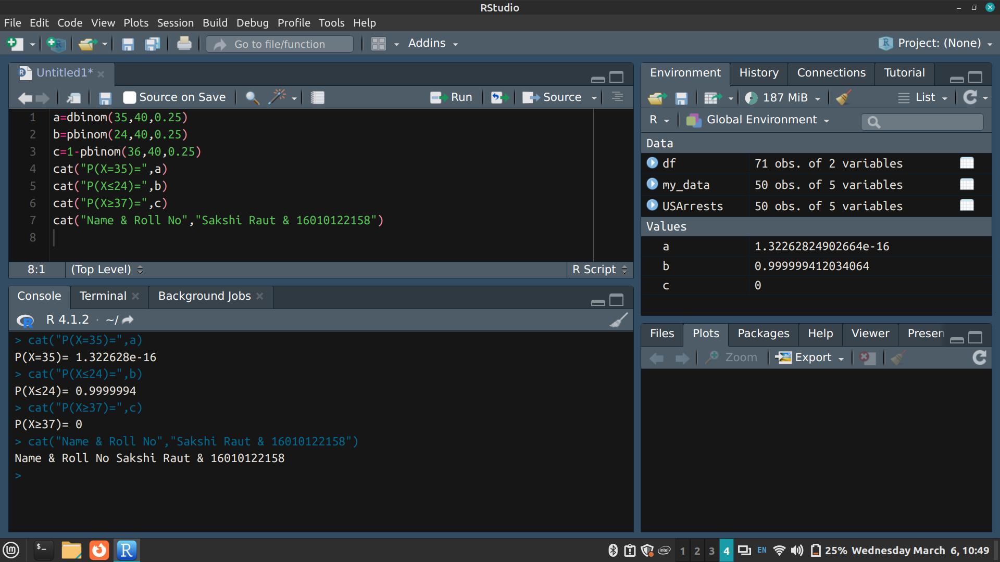 RStudio
File Edit Code View Plots Session Build Debug Profile Tools Help
Go to file/function
Addins
Project: (None)
Untitled1*
Source on Save
Run
Source
1 a=dbinom(35,40,0.25)
2 b=pbinom(24,40,0.25)
3 c=1-pbinom(36,40,0.25)
4 cat("P(X=35)=",a)
5 cat("P(X≤24)=",b)
6 cat("P(X≥37)=",c)
7 cat("Name & Roll No","Sakshi Raut & 16010122158")
8
8:1 (Top Level) R Script
Console Terminal Background Jobs
R 4.1.2 · ~/
> cat("P(X=35)=",a)
P(X=35)= 1.322628e-16
> cat("P(X≤24)=",b)
P(X≤24)= 0.9999994
> cat("P(X≥37)=",c)
P(X≥37)= 0
> cat("Name & Roll No","Sakshi Raut & 16010122158")
Name & Roll No Sakshi Raut & 16010122158
>
Environment History Connections Tutorial
187 MiB List
R Global Environment
Data
df 71 obs. of 2 variables
my_data 50 obs. of 5 variables
USArrests 50 obs. of 5 variables
Values
a 1.32262824902664e-16
b 0.999999412034064
c 0
Files Plots Packages Help Viewer Presen
Zoom Export
$_ R intel 1 2 3 4 EN 25% Wednesday March 6, 10:49